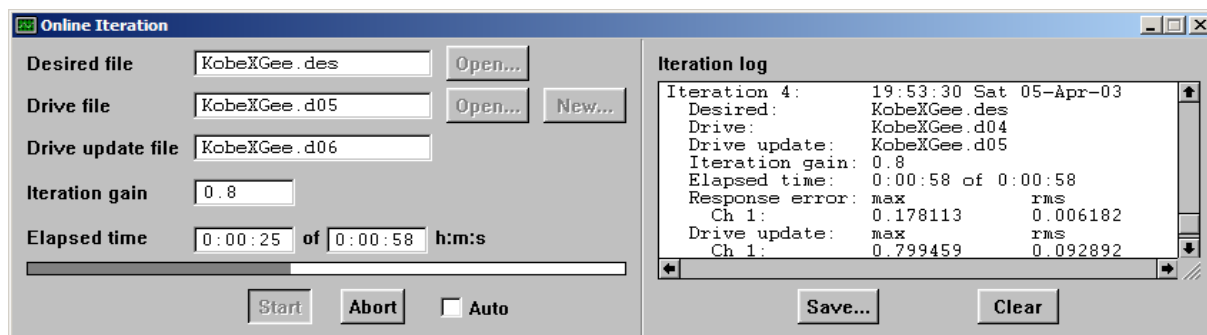 Online Iteration
Desired file KobeXGee.des Open...
Drive file KobeXGee.d05 Open... New...
Drive update file KobeXGee.d06
Iteration gain 0.8
Elapsed time 0:00:25 of 0:00:58 h:m:s
Start Abort Auto
Iteration log
Iteration 4: 19:53:30 Sat 05-Apr-03
Desired: KobeXGee.des
Drive: KobeXGee.d04
Drive update: KobeXGee.d05
Iteration gain: 0.8
Elapsed time: 0:00:58 of 0:00:58
Response error: max rms
Ch 1: 0.178113 0.006182
Drive update: max rms
Ch 1: 0.799459 0.092892
Save... Clear